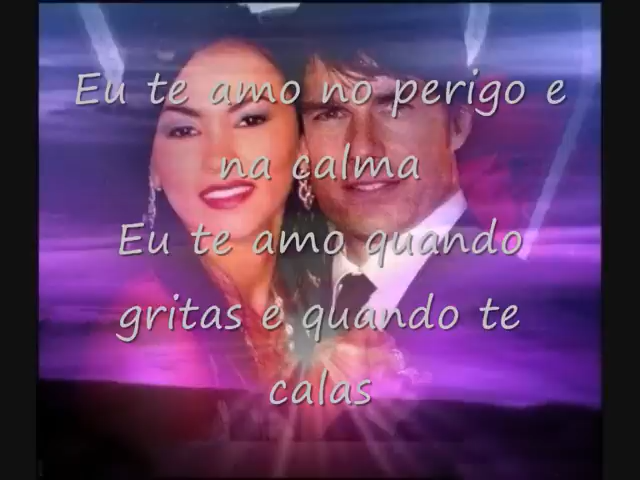 Eu te amo no perigo e
na calma
Eu te amo quando
gritas e quando te
calas